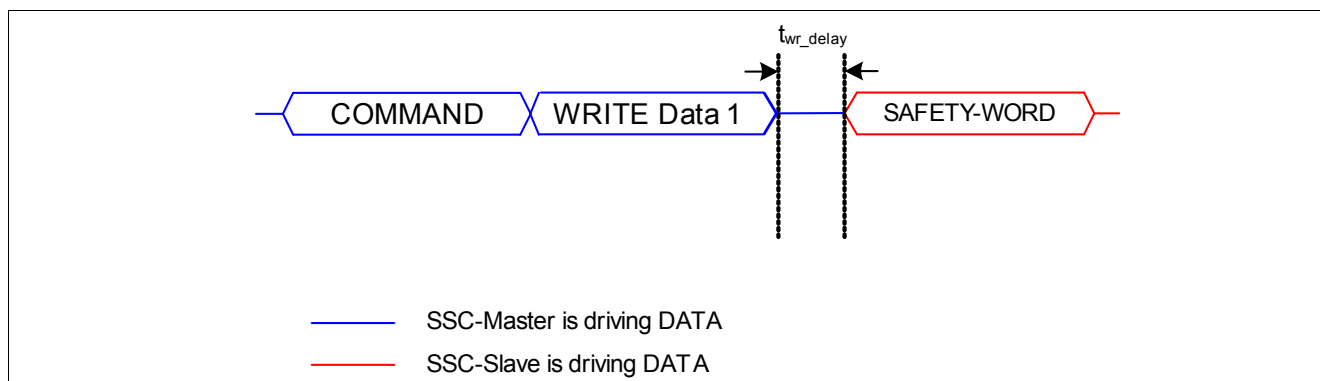 twr_delay
COMMAND WRITE Data 1 SAFETY-WORD
SSC-Master is driving DATA
SSC-Slave is driving DATA